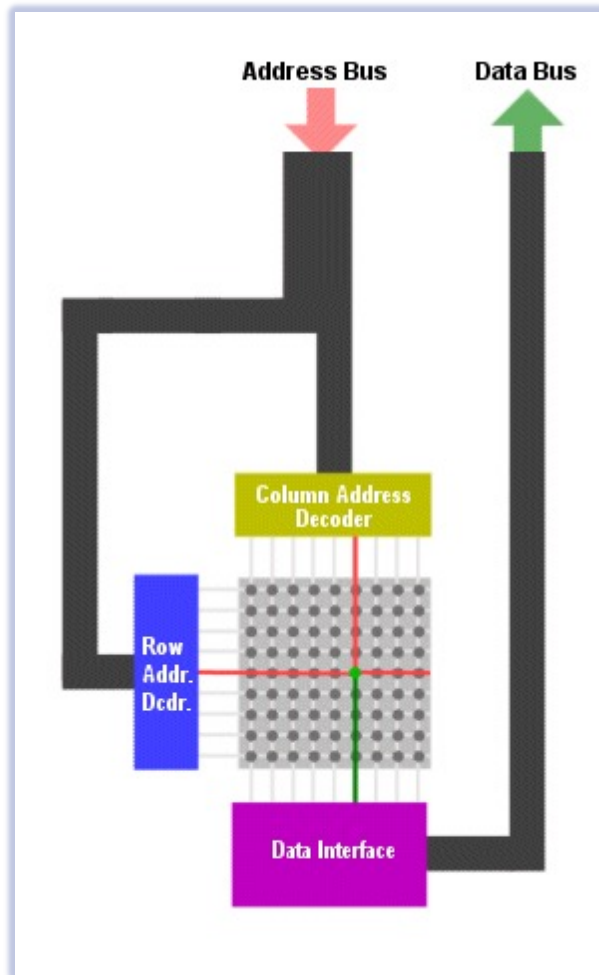 Address Bus
Data Bus
Column Address
Decoder
Row
Addr.
Dcdr.
Data Interface